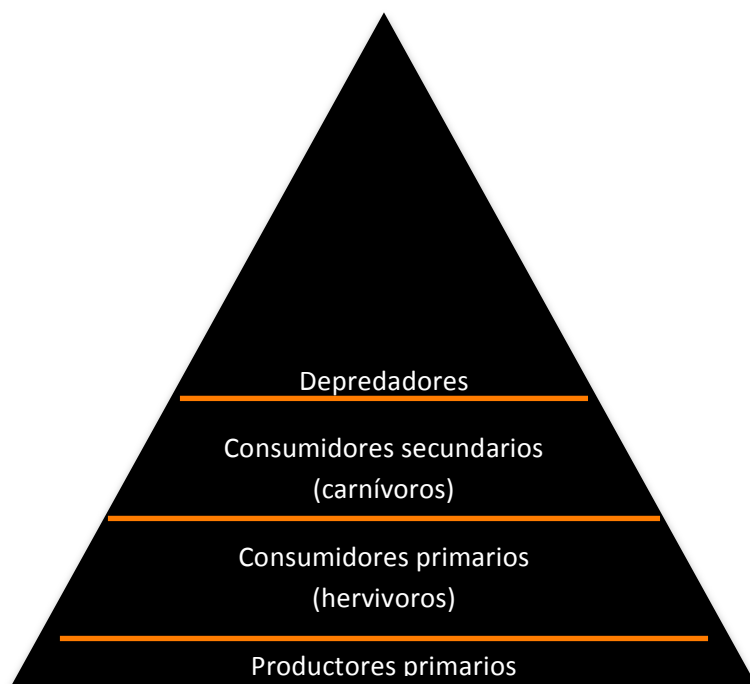 Depredadores
Consumidores secundarios
(carnívoros)
Consumidores primarios
(hervivoros)
Productores primarios